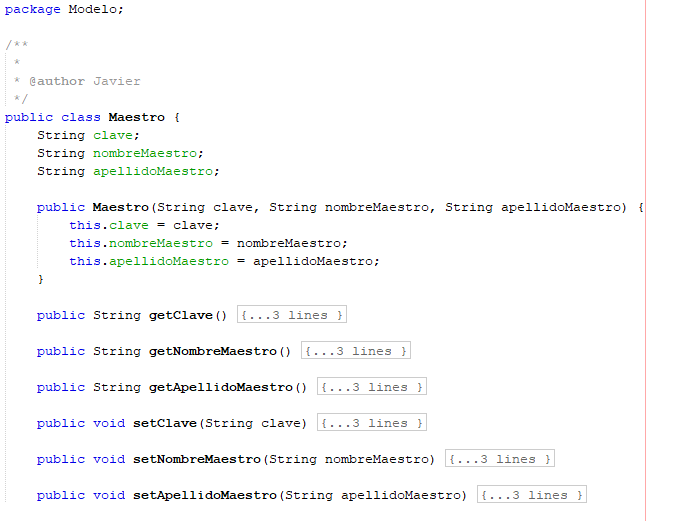 package Modelo;
/**
 *
 * @author Javier
 */
public class Maestro {
    String clave;
    String nombreMaestro;
    String apellidoMaestro;
    public Maestro(String clave, String nombreMaestro, String apellidoMaestro) {
        this.clave = clave;
        this.nombreMaestro = nombreMaestro;
        this.apellidoMaestro = apellidoMaestro;
    }
    public String getClave() {...3 lines }
    public String getNombreMaestro() {...3 lines }
    public String getApellidoMaestro() {...3 lines }
    public void setClave(String clave) {...3 lines }
    public void setNombreMaestro(String nombreMaestro) {...3 lines }
    public void setApellidoMaestro(String apellidoMaestro) {...3 lines }